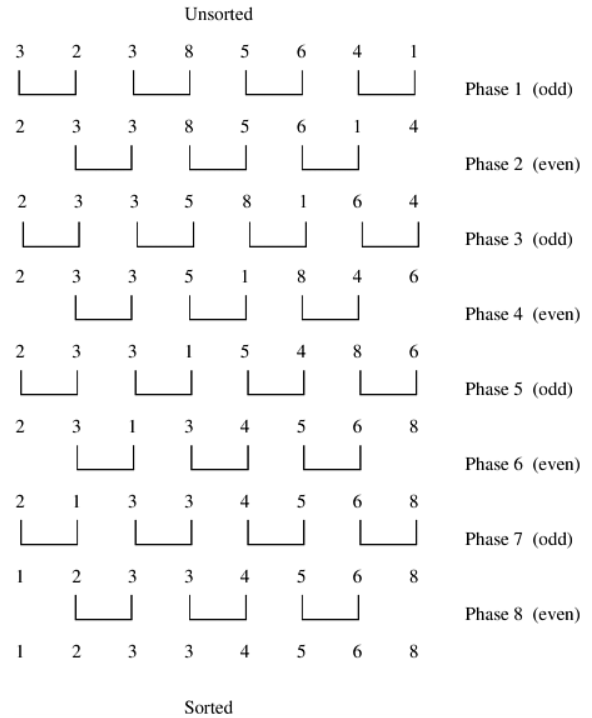 Unsorted
3 2 3 8 5 6 4 1
Phase 1 (odd)
2 3 3 8 5 6 1 4
Phase 2 (even)
2 3 3 5 8 1 6 4
Phase 3 (odd)
2 3 3 5 1 8 4 6
Phase 4 (even)
2 3 3 1 5 4 8 6
Phase 5 (odd)
2 3 1 3 4 5 6 8
Phase 6 (even)
2 1 3 3 4 5 6 8
Phase 7 (odd)
1 2 3 3 4 5 6 8
Phase 8 (even)
1 2 3 3 4 5 6 8
Sorted